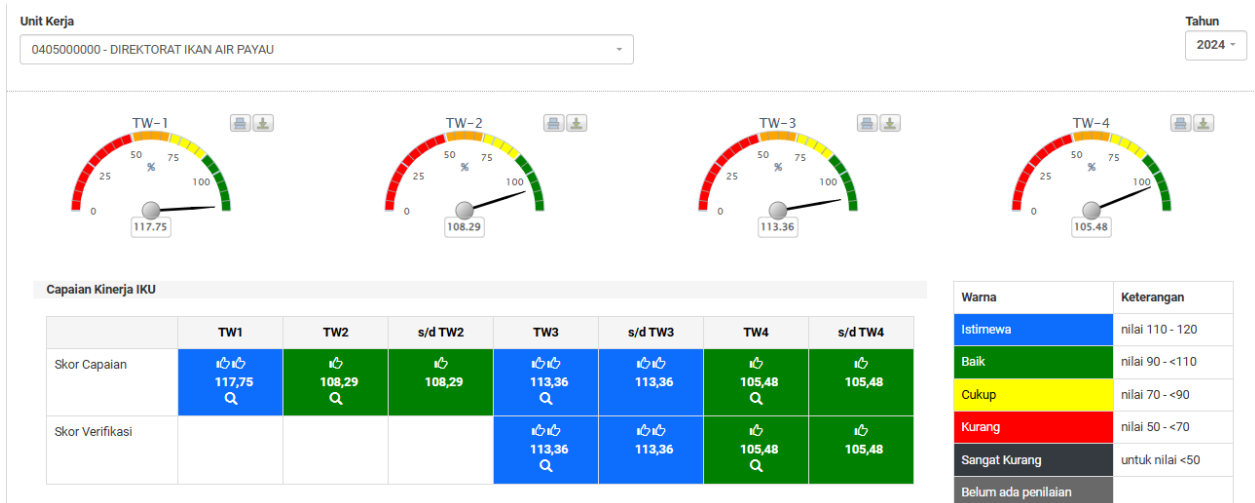 Unit Kerja
Tahun
0405000000 - DIREKTORAT IKAN AIR PAYAU
2024
TW-1
0
25
50
75
100
%
117.75
TW-2
0
25
50
75
100
%
108.29
TW-3
0
25
50
75
100
%
113.36
TW-4
0
25
50
75
100
%
105.48
Capaian Kinerja IKU
TW1 TW2 s/d TW2 TW3 s/d TW3 TW4 s/d TW4
Skor Capaian 117,75 108,29 108,29 113,36 113,36 105,48 105,48
Skor Verifikasi 113,36 113,36 105,48 105,48
Warna Keterangan
Istimewa nilai 110 - 120
Baik nilai 90 - <110
Cukup nilai 70 - <90
Kurang nilai 50 - <70
Sangat Kurang untuk nilai <50
Belum ada penilaian